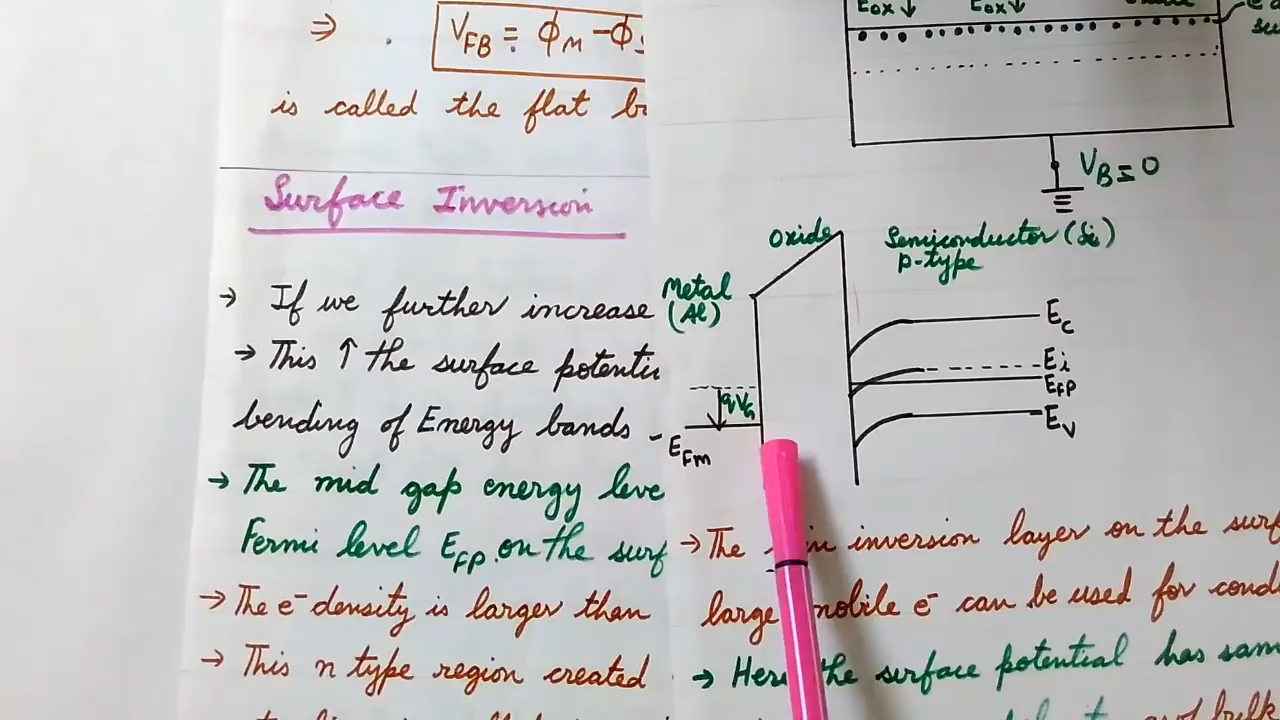 ⇒ V_FB = ϕ_M − ϕ
is called the flat b
Surface Inversion
→ If we further increase
→ This ↑ the surface potenti
bending of Energy bands -
→ The mid gap energy leve
Fermi level E_FP on the surf
→ The e⁻ density is larger than
→ This n type region created
E_OX ↓ E_OX ↓
V_B = 0
Oxide
Semiconductor (Si)
p-type
Metal
(Al)
E_C
E_i
E_FP
E_V
qV_G
E_Fm
→ The in inversion layer on the surf
large mobile e⁻ can be used for cond
→ Here the surface potential has sam
bulk